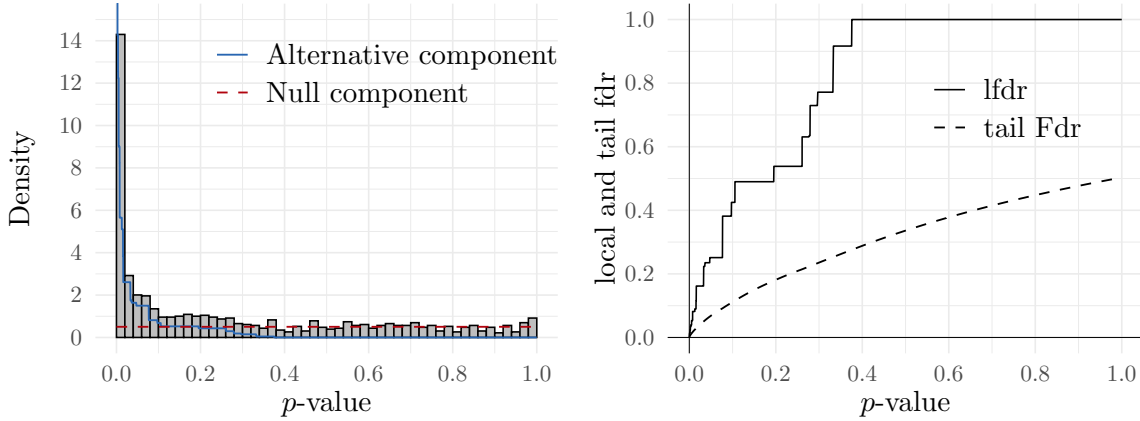 Density
14
12
10
8
6
4
2
0
Alternative component
Null component
0.0 0.2 0.4 0.6 0.8 1.0
p-value
local and tail fdr
1.0
0.8
0.6
0.4
0.2
0.0
lfdr
tail Fdr
0.0 0.2 0.4 0.6 0.8 1.0
p-value